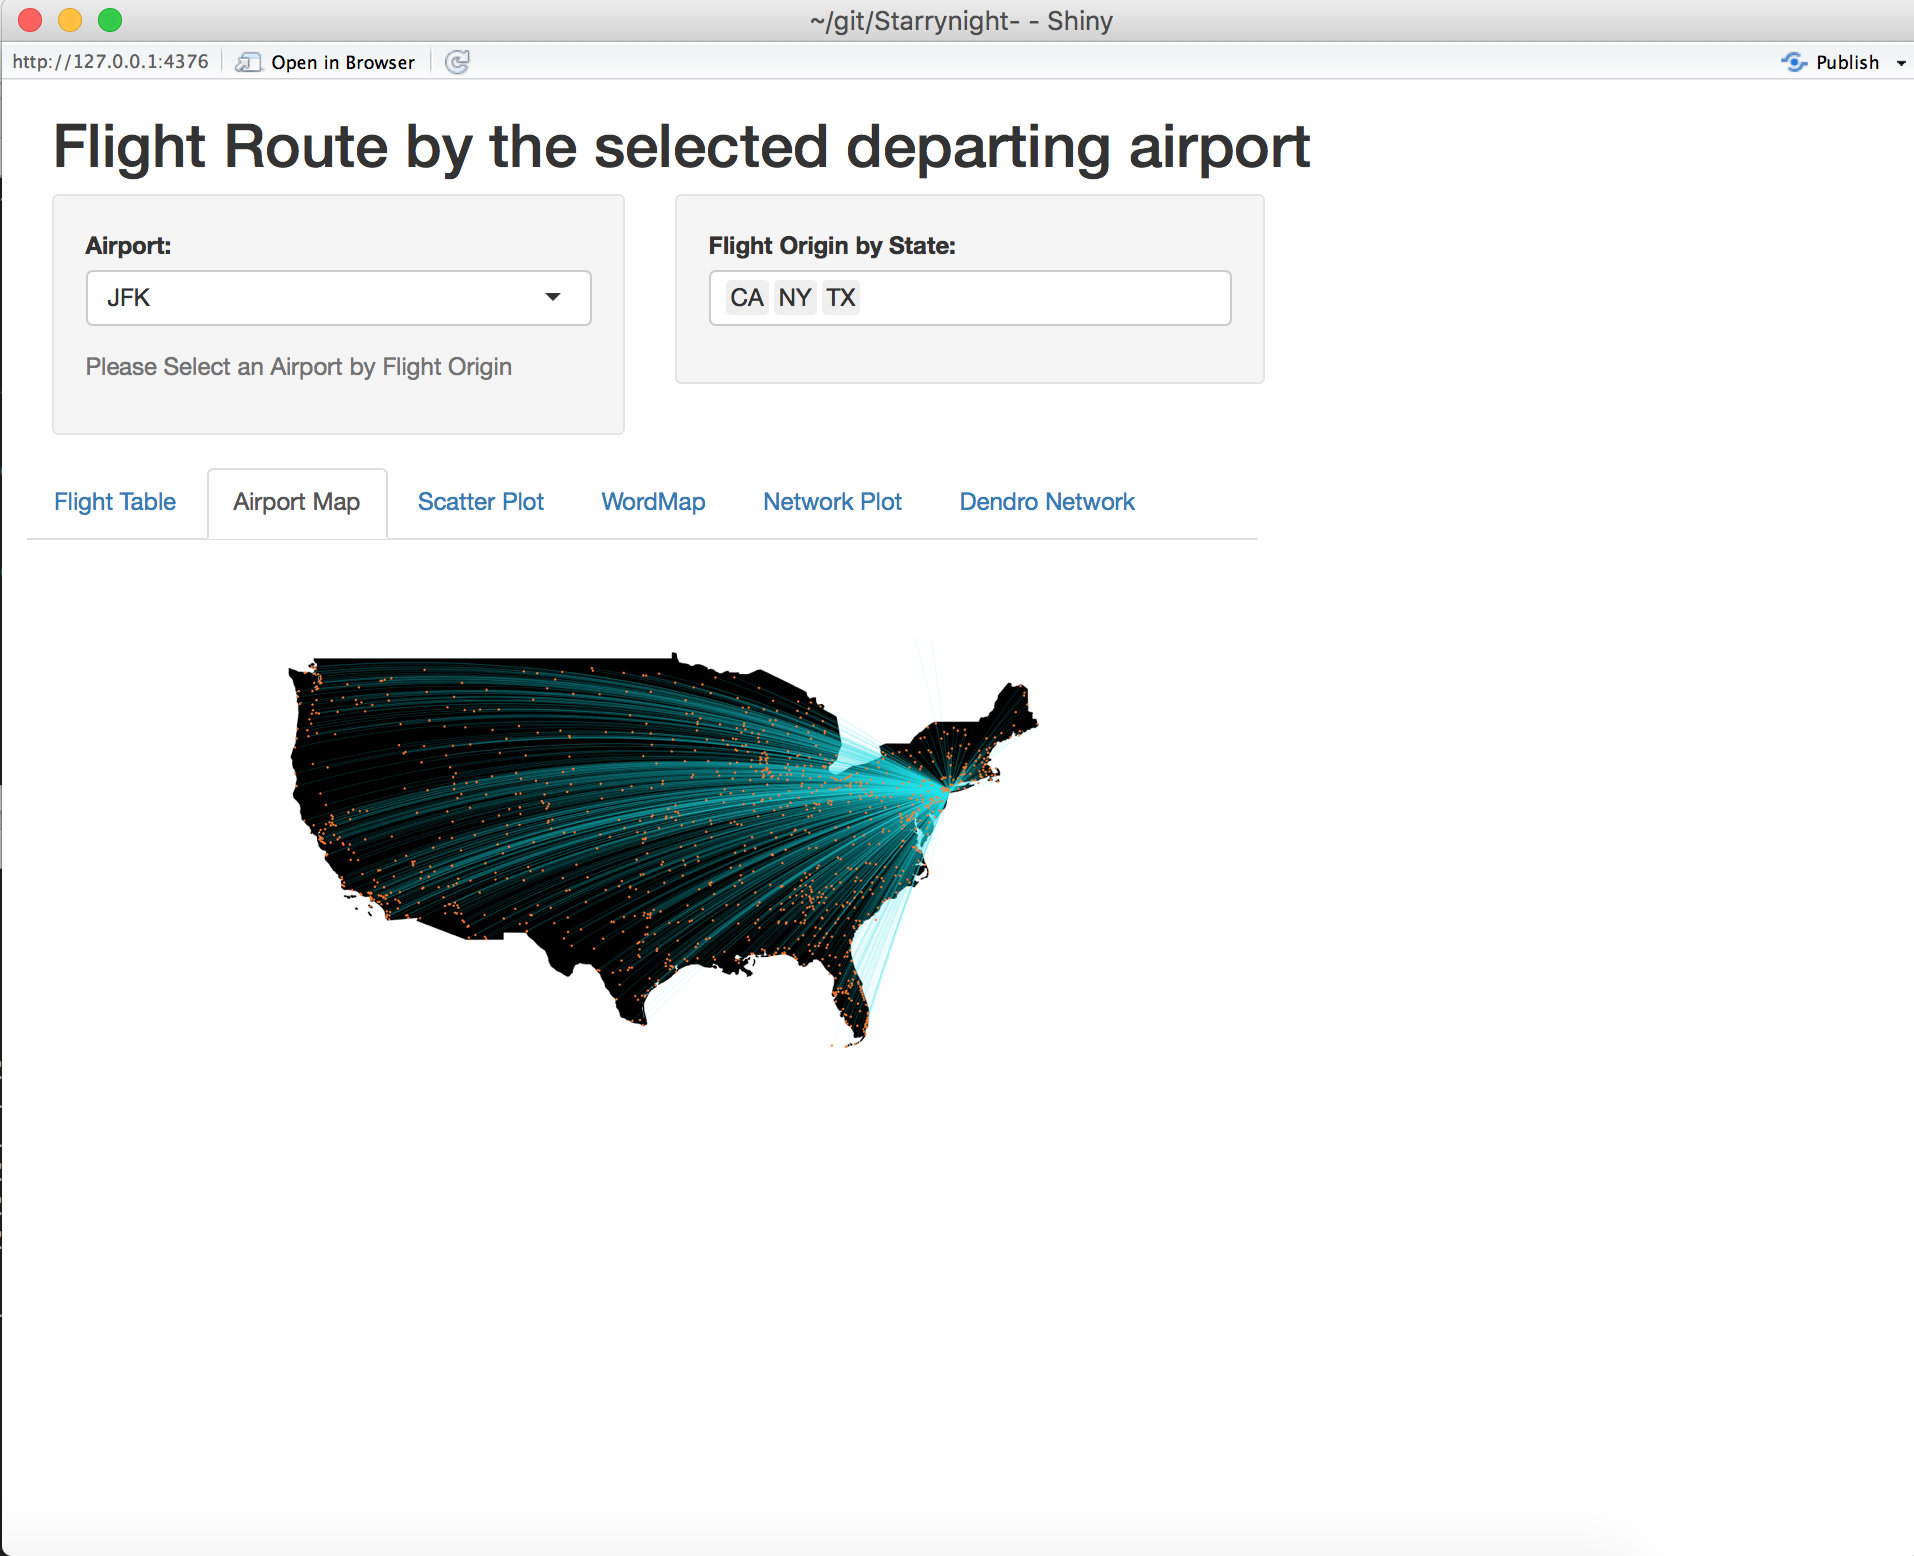 ~/git/Starrynight- - Shiny
http://127.0.0.1:4376 Open in Browser Publish
Flight Route by the selected departing airport
Airport: Flight Origin by State:
JFK CA NY TX
Please Select an Airport by Flight Origin
Flight Table Airport Map Scatter Plot WordMap Network Plot Dendro Network